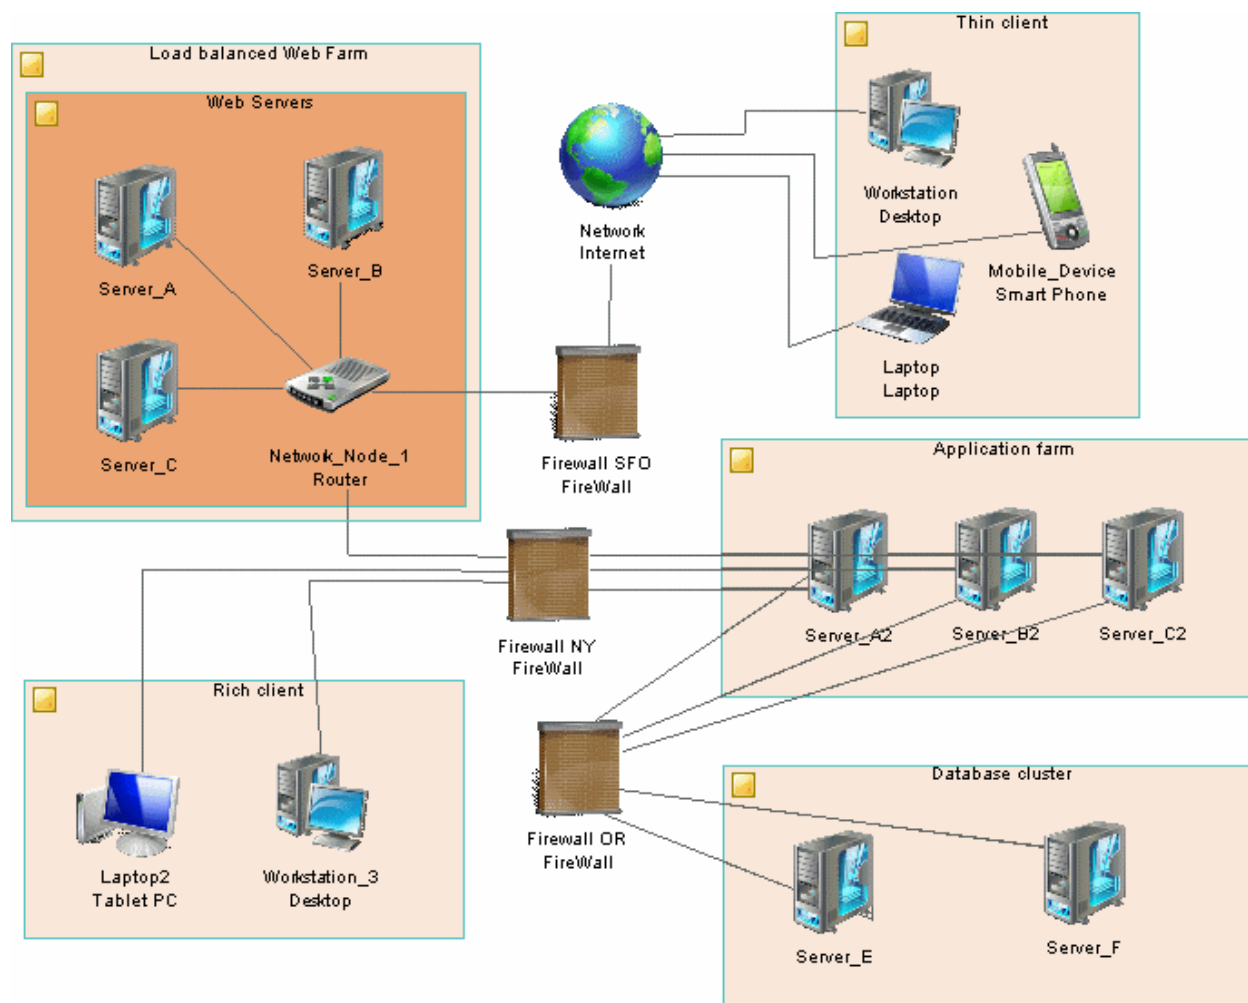 Load balanced Web Farm
Web Servers
Server_A
Server_B
Server_C
Network_Node_1
Router
Network
Internet
Firewall SFO
FireWall
Thin client
Workstation
Desktop
Mobile_Device
Smart Phone
Laptop
Laptop
Application farm
Server_A2
Server_B2
Server_C2
Firewall NY
FireWall
Rich client
Laptop2
Tablet PC
Workstation_3
Desktop
Firewall OR
FireWall
Database cluster
Server_E
Server_F